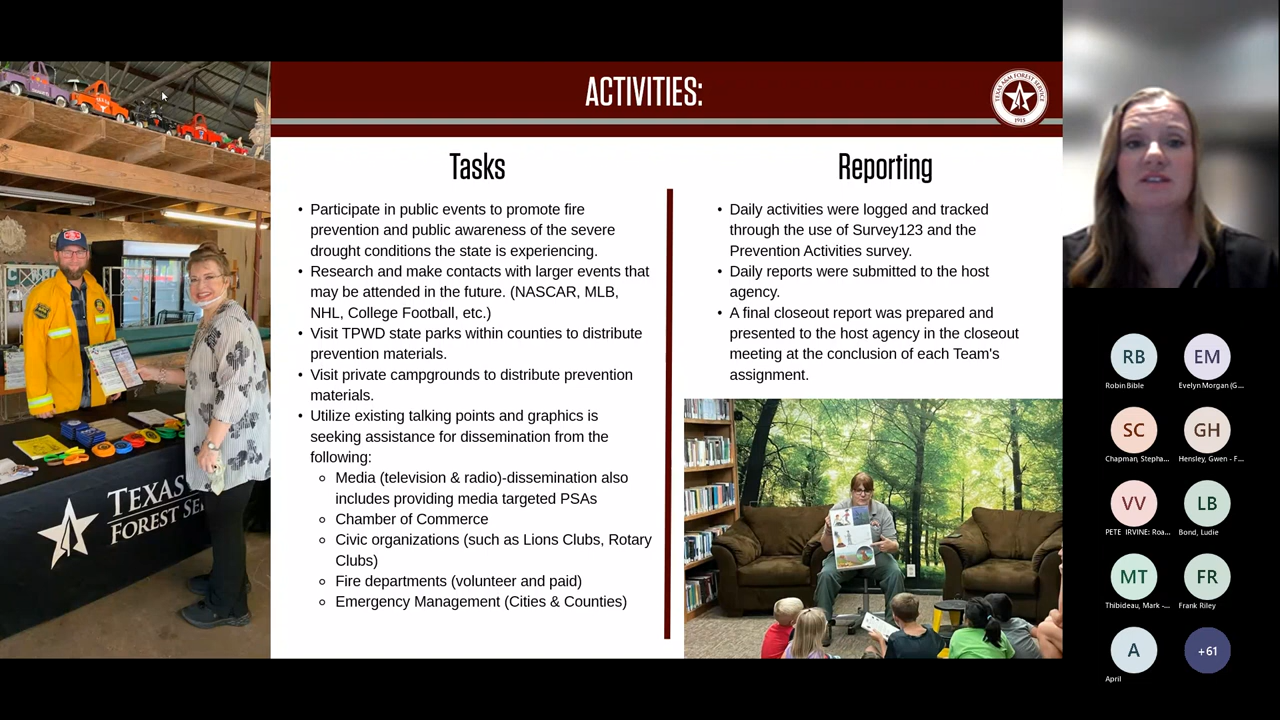 ACTIVITIES:
TEXAS A&M FOREST SERVICE
1915
Tasks
• Participate in public events to promote fire
prevention and public awareness of the severe
drought conditions the state is experiencing.
• Research and make contacts with larger events that
may be attended in the future. (NASCAR, MLB,
NHL, College Football, etc.)
• Visit TPWD state parks within counties to distribute
prevention materials.
• Visit private campgrounds to distribute prevention
materials.
• Utilize existing talking points and graphics is
seeking assistance for dissemination from the
following:
o Media (television & radio)-dissemination also
includes providing media targeted PSAs
o Chamber of Commerce
o Civic organizations (such as Lions Clubs, Rotary
Clubs)
o Fire departments (volunteer and paid)
o Emergency Management (Cities & Counties)
Reporting
• Daily activities were logged and tracked
through the use of Survey123 and the
Prevention Activities survey.
• Daily reports were submitted to the host
agency.
• A final closeout report was prepared and
presented to the host agency in the closeout
meeting at the conclusion of each Team's
assignment.
TEXAS
FOREST SER
RB
Robin Bible
EM
Evelyn Morgan (G...
SC
Chapman, Stepha...
GH
Hensley, Gwen - F...
VV
PETE IRVINE: Roa...
LB
Bond, Ludie
MT
Thibideau, Mark -...
FR
Frank Riley
A
April
+61